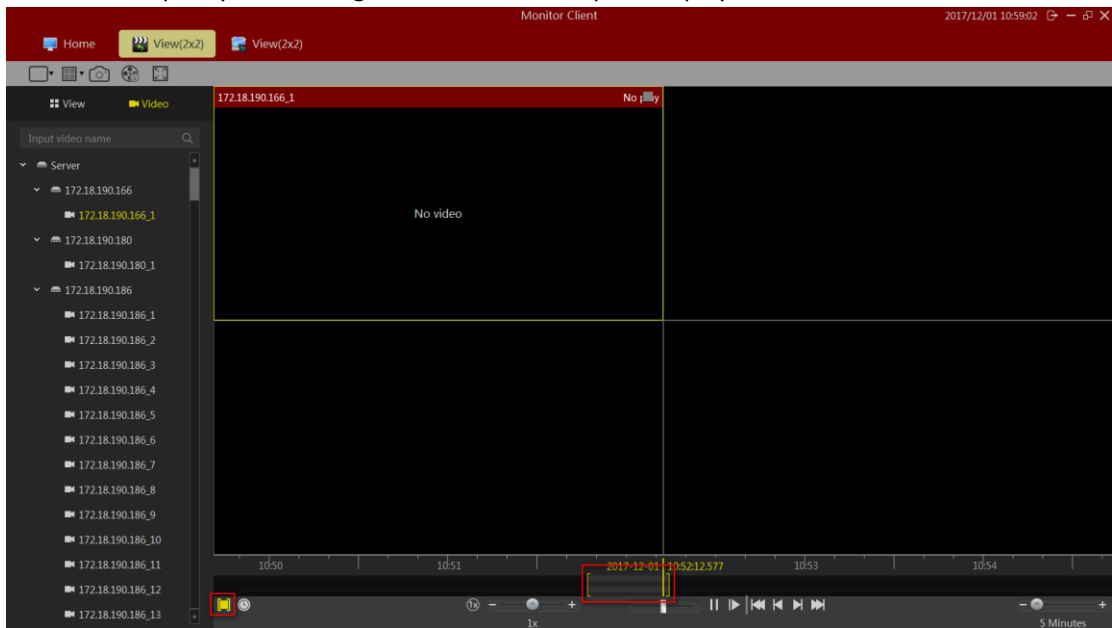 Monitor Client
2017/12/01 10:59:02
Home
View(2x2)
View(2x2)
View
Video
Input video name
Server
172.18.190.166
172.18.190.166_1
172.18.190.180
172.18.190.180_1
172.18.190.186
172.18.190.186_1
172.18.190.186_2
172.18.190.186_3
172.18.190.186_4
172.18.190.186_5
172.18.190.186_6
172.18.190.186_7
172.18.190.186_8
172.18.190.186_9
172.18.190.186_10
172.18.190.186_11
172.18.190.186_12
172.18.190.186_13
172.18.190.166_1
No
No video
10:50
10:51
2017-12-01 10:52:12.577
10:53
10:54
1x
1x
5 Minutes